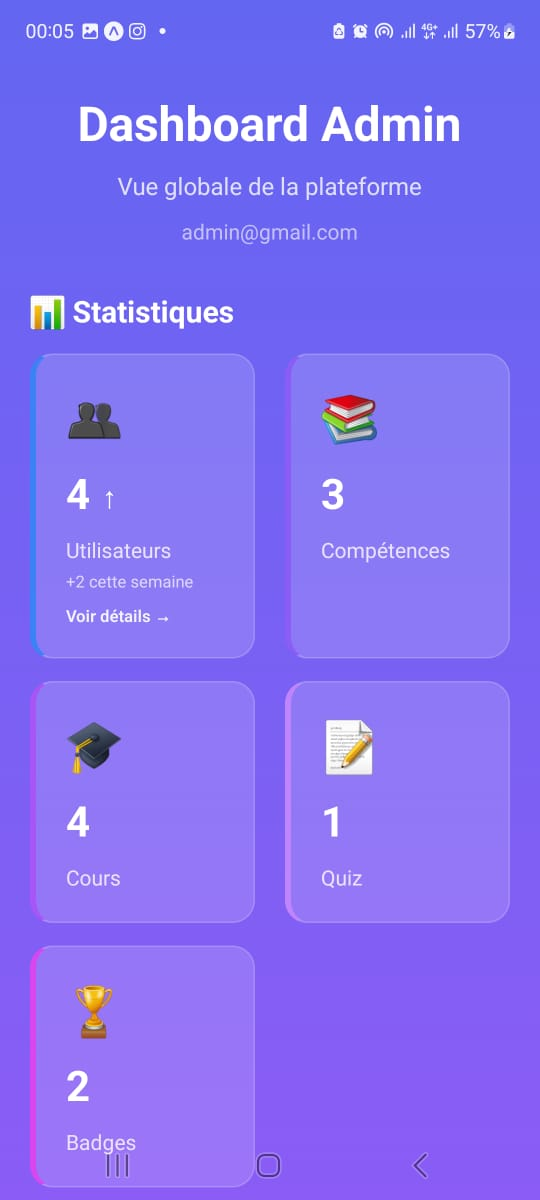 00:05
4G+ 57%
Dashboard Admin
Vue globale de la plateforme
admin@gmail.com
Statistiques
4 ↑
Utilisateurs
+2 cette semaine
Voir détails →
3
Compétences
4
Cours
1
Quiz
2
Badges